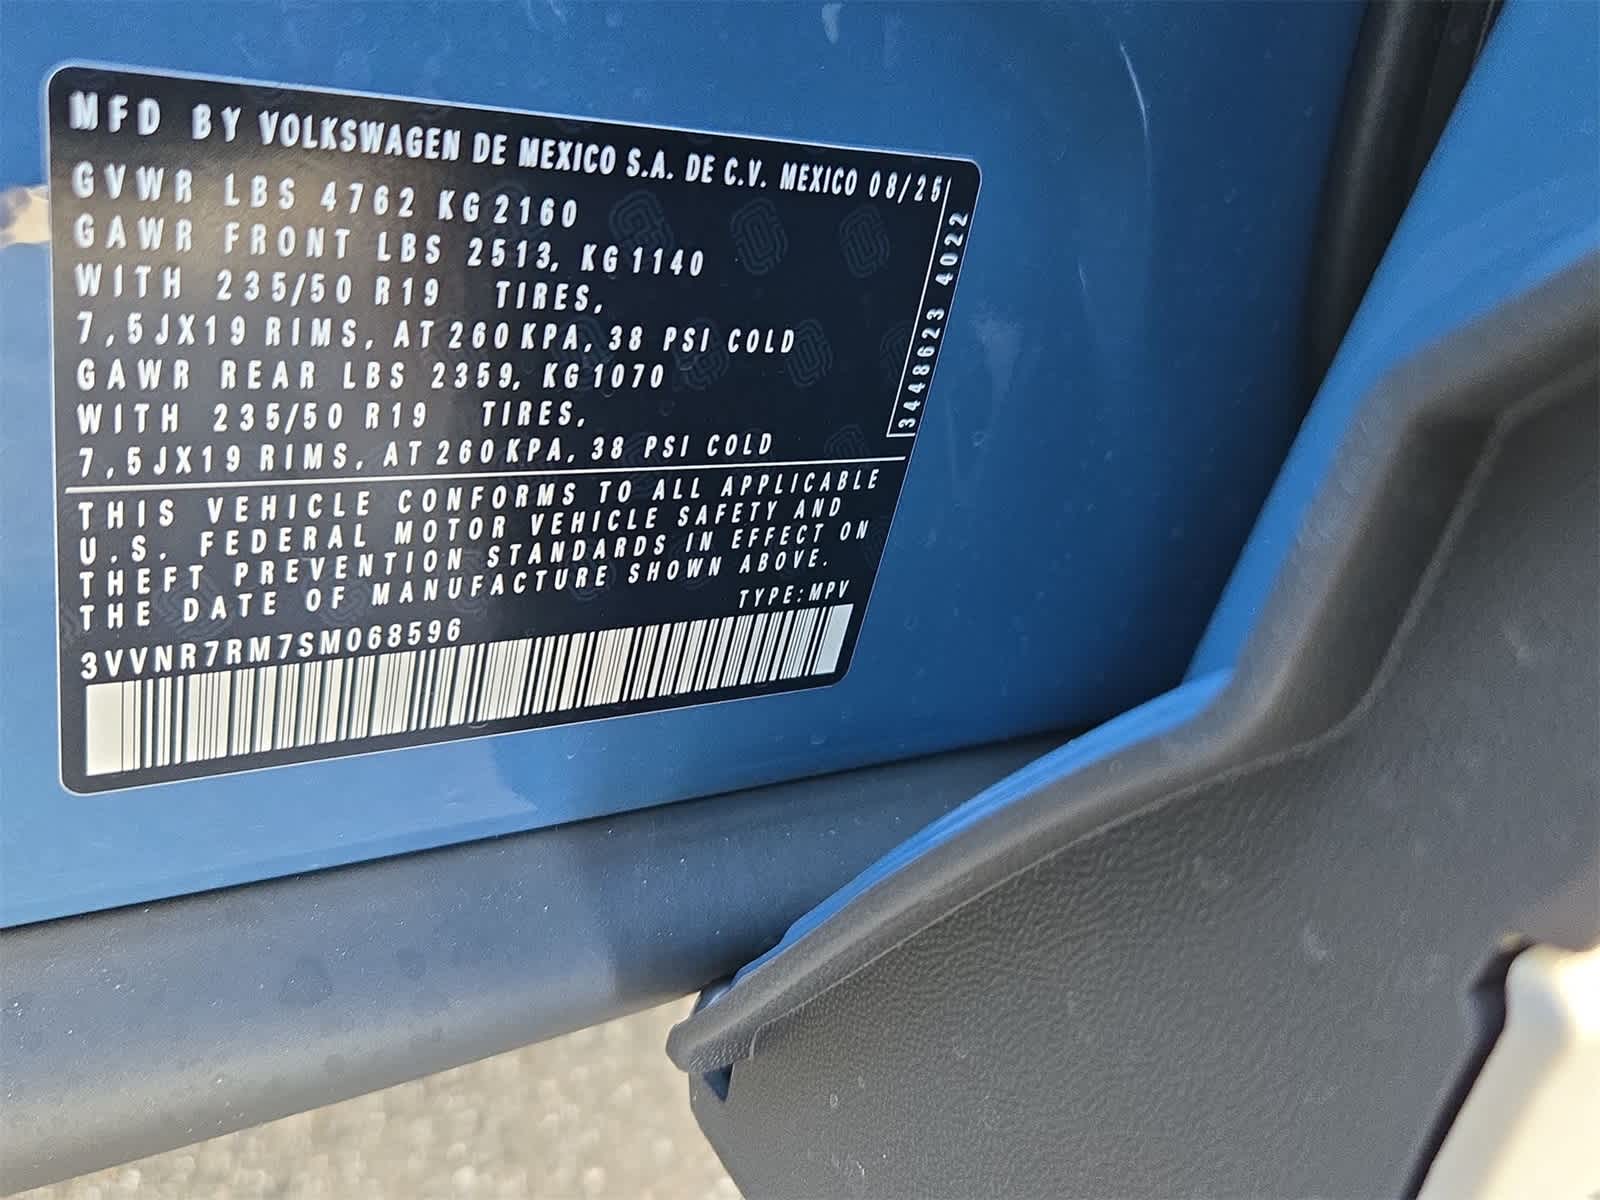 MFD BY VOLKSWAGEN DE MEXICO S.A. DE C.V. MEXICO 08/25
GVWR LBS 4762 KG 2160
GAWR FRONT LBS 2513, KG 1140
WITH 235/50 R19 TIRES,
7,5JX19 RIMS, AT 260 KPA, 38 PSI COLD
GAWR REAR LBS 2359, KG 1070
WITH 235/50 R19 TIRES,
7,5JX19 RIMS, AT 260 KPA, 38 PSI COLD
3448623 4022
THIS VEHICLE CONFORMS TO ALL APPLICABLE
U.S. FEDERAL MOTOR VEHICLE SAFETY AND
THEFT PREVENTION STANDARDS IN EFFECT ON
THE DATE OF MANUFACTURE SHOWN ABOVE.
TYPE: MPV
3VVNR7RM7SM068596